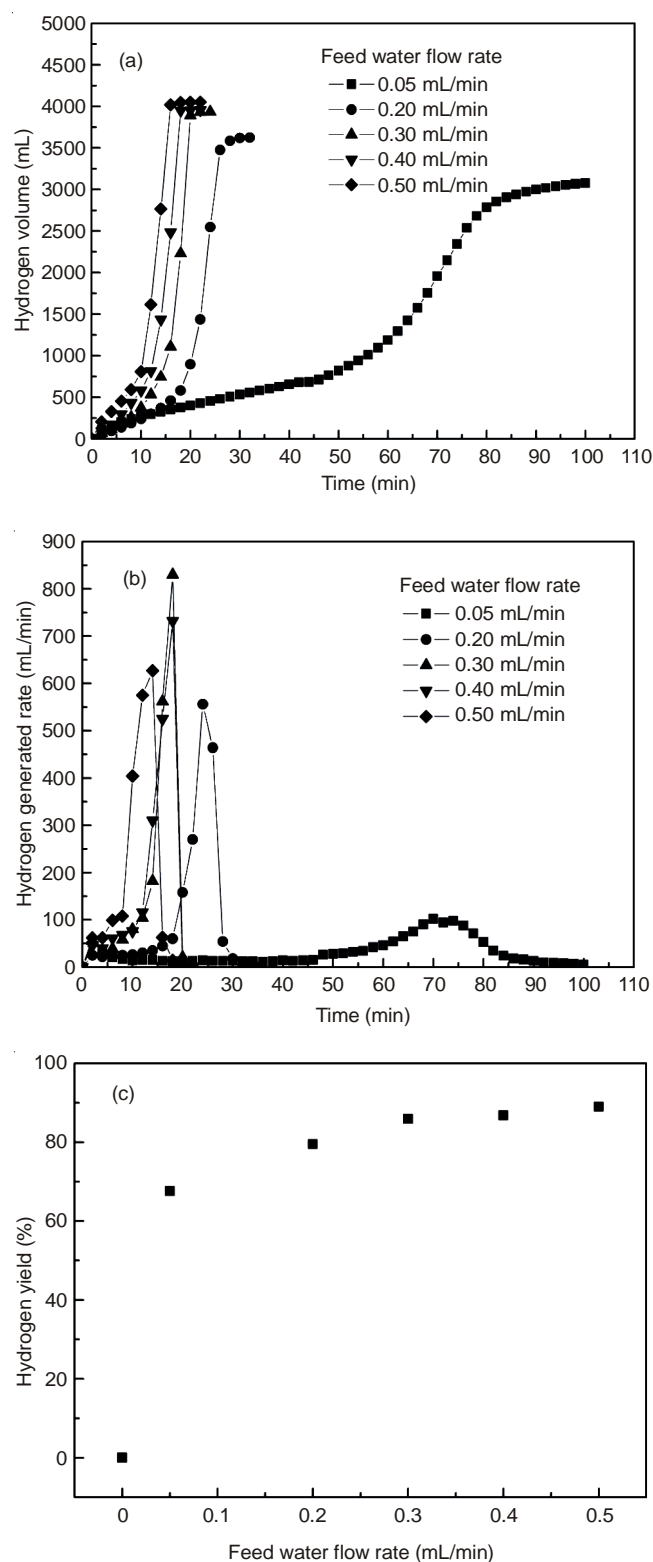 5000
4500
4000
3500
3000
2500
2000
1500
1000
500
0
Hydrogen volume (mL)
(a)
Feed water flow rate
0.05 mL/min
0.20 mL/min
0.30 mL/min
0.40 mL/min
0.50 mL/min
0 10 20 30 40 50 60 70 80 90 100 110
Time (min)
900
800
700
600
500
400
300
200
100
0
Hydrogen generated rate (mL/min)
(b)
Feed water flow rate
0.05 mL/min
0.20 mL/min
0.30 mL/min
0.40 mL/min
0.50 mL/min
0 10 20 30 40 50 60 70 80 90 100 110
Time (min)
100
80
60
40
20
0
Hydrogen yield (%)
(c)
0 0.2 0.3 0.4 0.5
Feed water flow rate (mL/min)